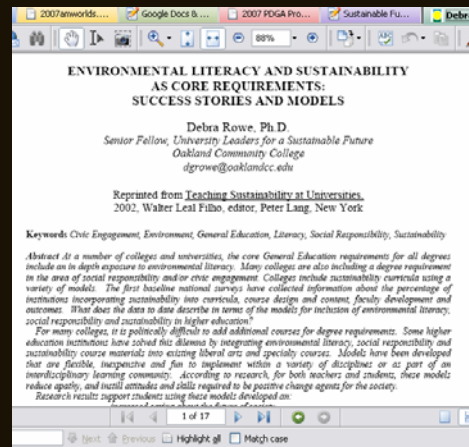 2007amworlds...
Google Docs & ...
2007 PDGA Pro...
Sustainable Fu...
Debra
88%
ENVIRONMENTAL LITERACY AND SUSTAINABILITY
AS CORE REQUIREMENTS:
SUCCESS STORIES AND MODELS
Debra Rowe, Ph.D.
Senior Fellow, University Leaders for a Sustainable Future
Oakland Community College
dgrowe@oaklandcc.edu
Reprinted from Teaching Sustainability at Universities,
2002, Walter Leal Filho, editor, Peter Lang, New York
Keywords Civic Engagement, Environment, General Education, Literacy, Social Responsibility, Sustainability
Abstract At a number of colleges and universities, the core General Education requirements for all degrees
include an in depth exposure to environmental literacy. Many colleges are also including a degree requirement
in the area of social responsibility and/or civic engagement. Colleges include sustainability curricula using a
variety of models. The first baseline national surveys have collected information about the percentage of
institutions incorporating sustainability into curricula, course design and content, faculty development and
outcomes. What does the data to date describe in terms of the models for inclusion of environmental literacy,
social responsibility and sustainability in higher education?
For many colleges, it is politically difficult to add additional courses for degree requirements. Some higher
education institutions have solved this dilemma by integrating environmental literacy, social responsibility and
sustainability course materials into existing liberal arts and specialty courses. Models have been developed
that are flexible, inexpensive and fun to implement within a variety of disciplines or as part of an
interdisciplinary learning community. According to research, for both teachers and students, these models
reduce apathy, and instill attitudes and skills required to be positive change agents for the society.
Research results support students using these models developed an:
1 of 17
Next Previous Highlight all Match case